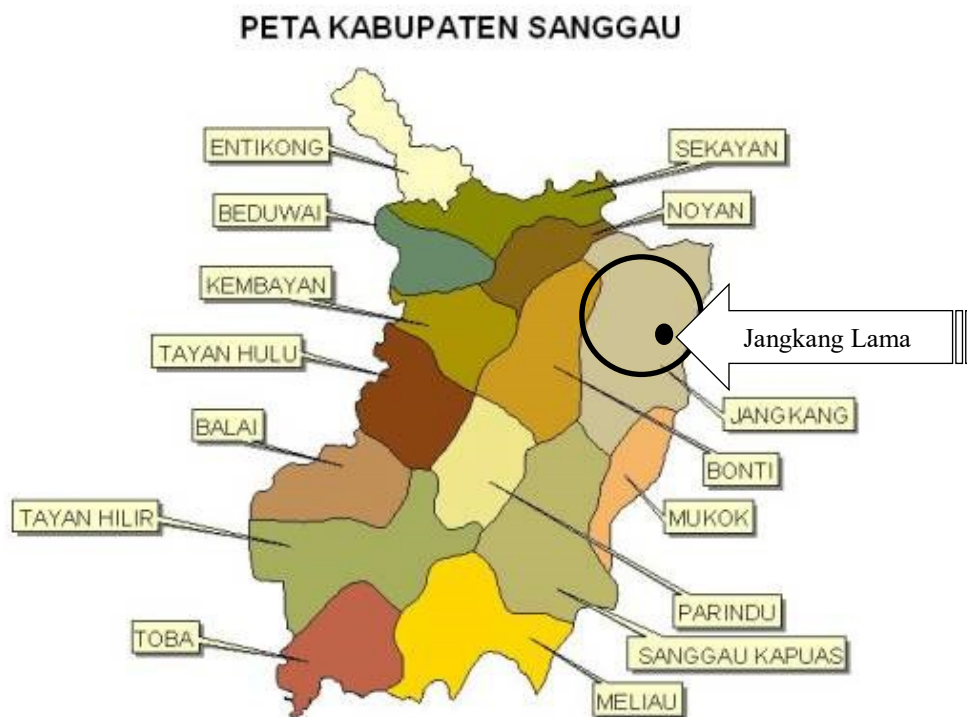 PETA KABUPATEN SANGGAU
ENTIKONG
SEKAYAN
BEDUWAI
NOYAN
KEMBAYAN
Jangkang Lama
TAYAN HULU
JANGKANG
BALAI
BONTI
TAYAN HILIR
MUKOK
PARINDU
TOBA
SANGGAU KAPUAS
MELIAU